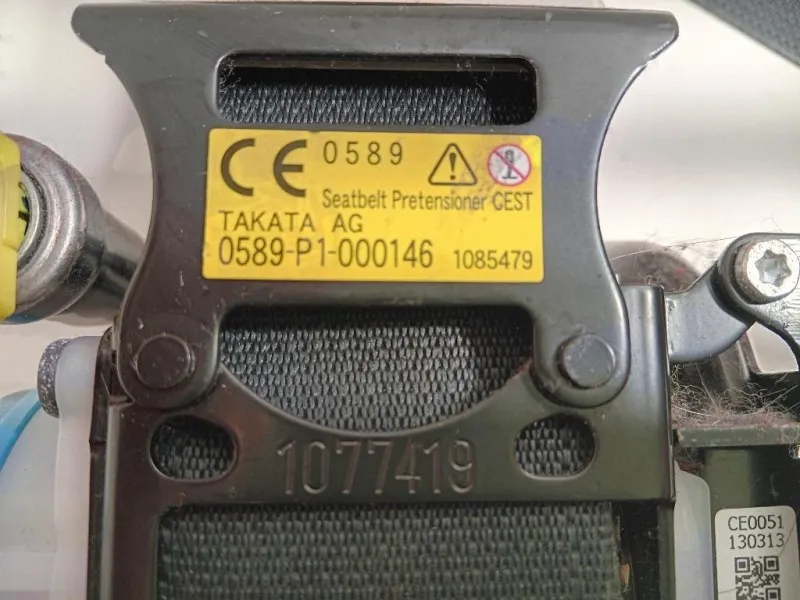 CE 0589
Seatbelt Pretensioner CEST
TAKATA AG
0589-P1-000146 1085479
1077419
CE0051
130313